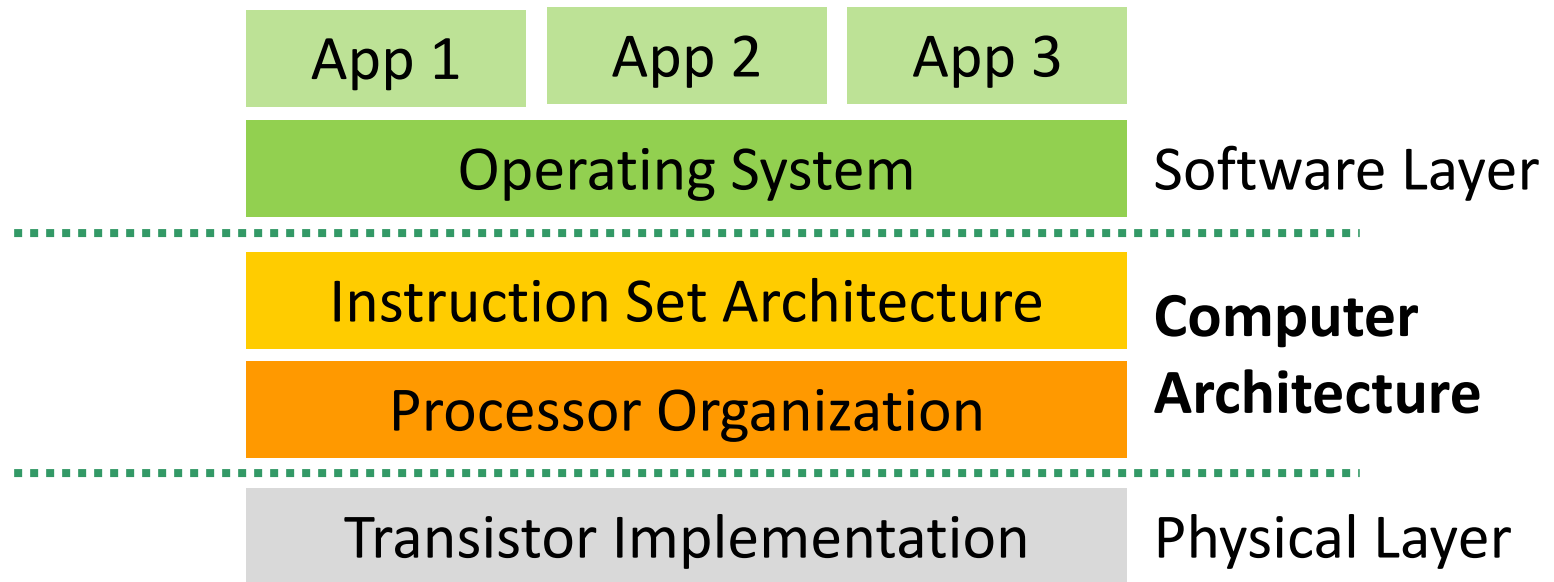 App 1
App 2
App 3
Operating System
Software Layer
Instruction Set Architecture
Computer
Architecture
Processor Organization
Transistor Implementation
Physical Layer